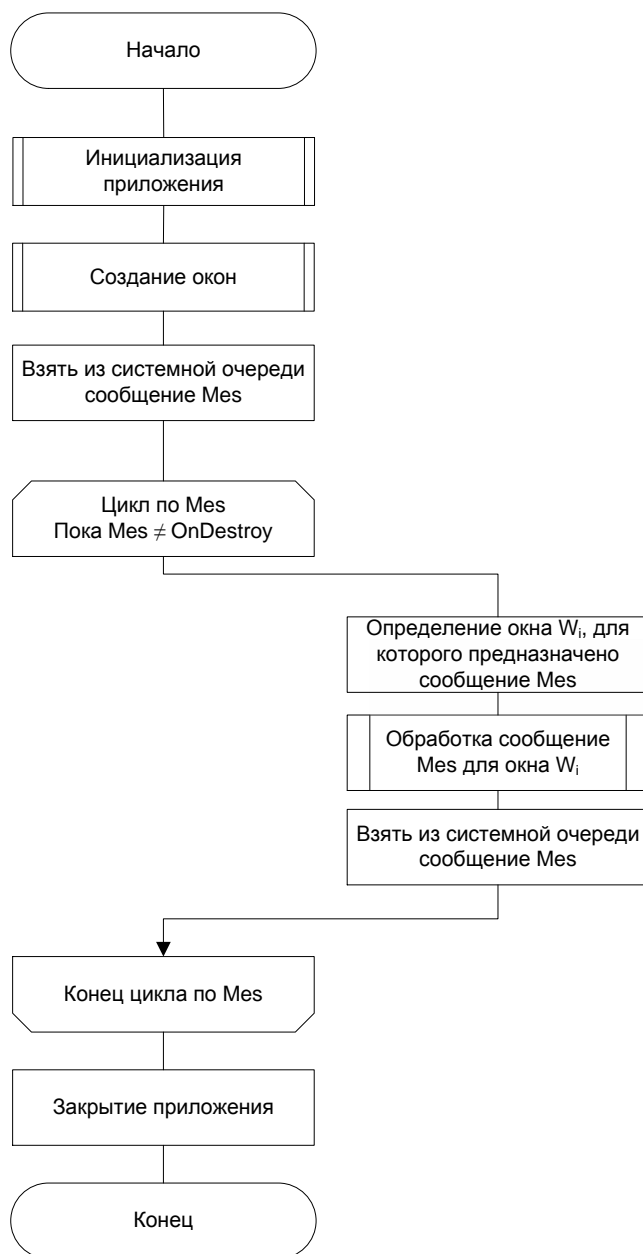 Начало
Инициализация
приложения
Создание окон
Взять из системной очереди
сообщение Mes
Цикл по Mes
Пока Mes ≠ OnDestroy
Определение окна Wᵢ, для
которого предназначено
сообщение Mes
Обработка сообщение
Mes для окна Wᵢ
Взять из системной очереди
сообщение Mes
Конец цикла по Mes
Закрытие приложения
Конец